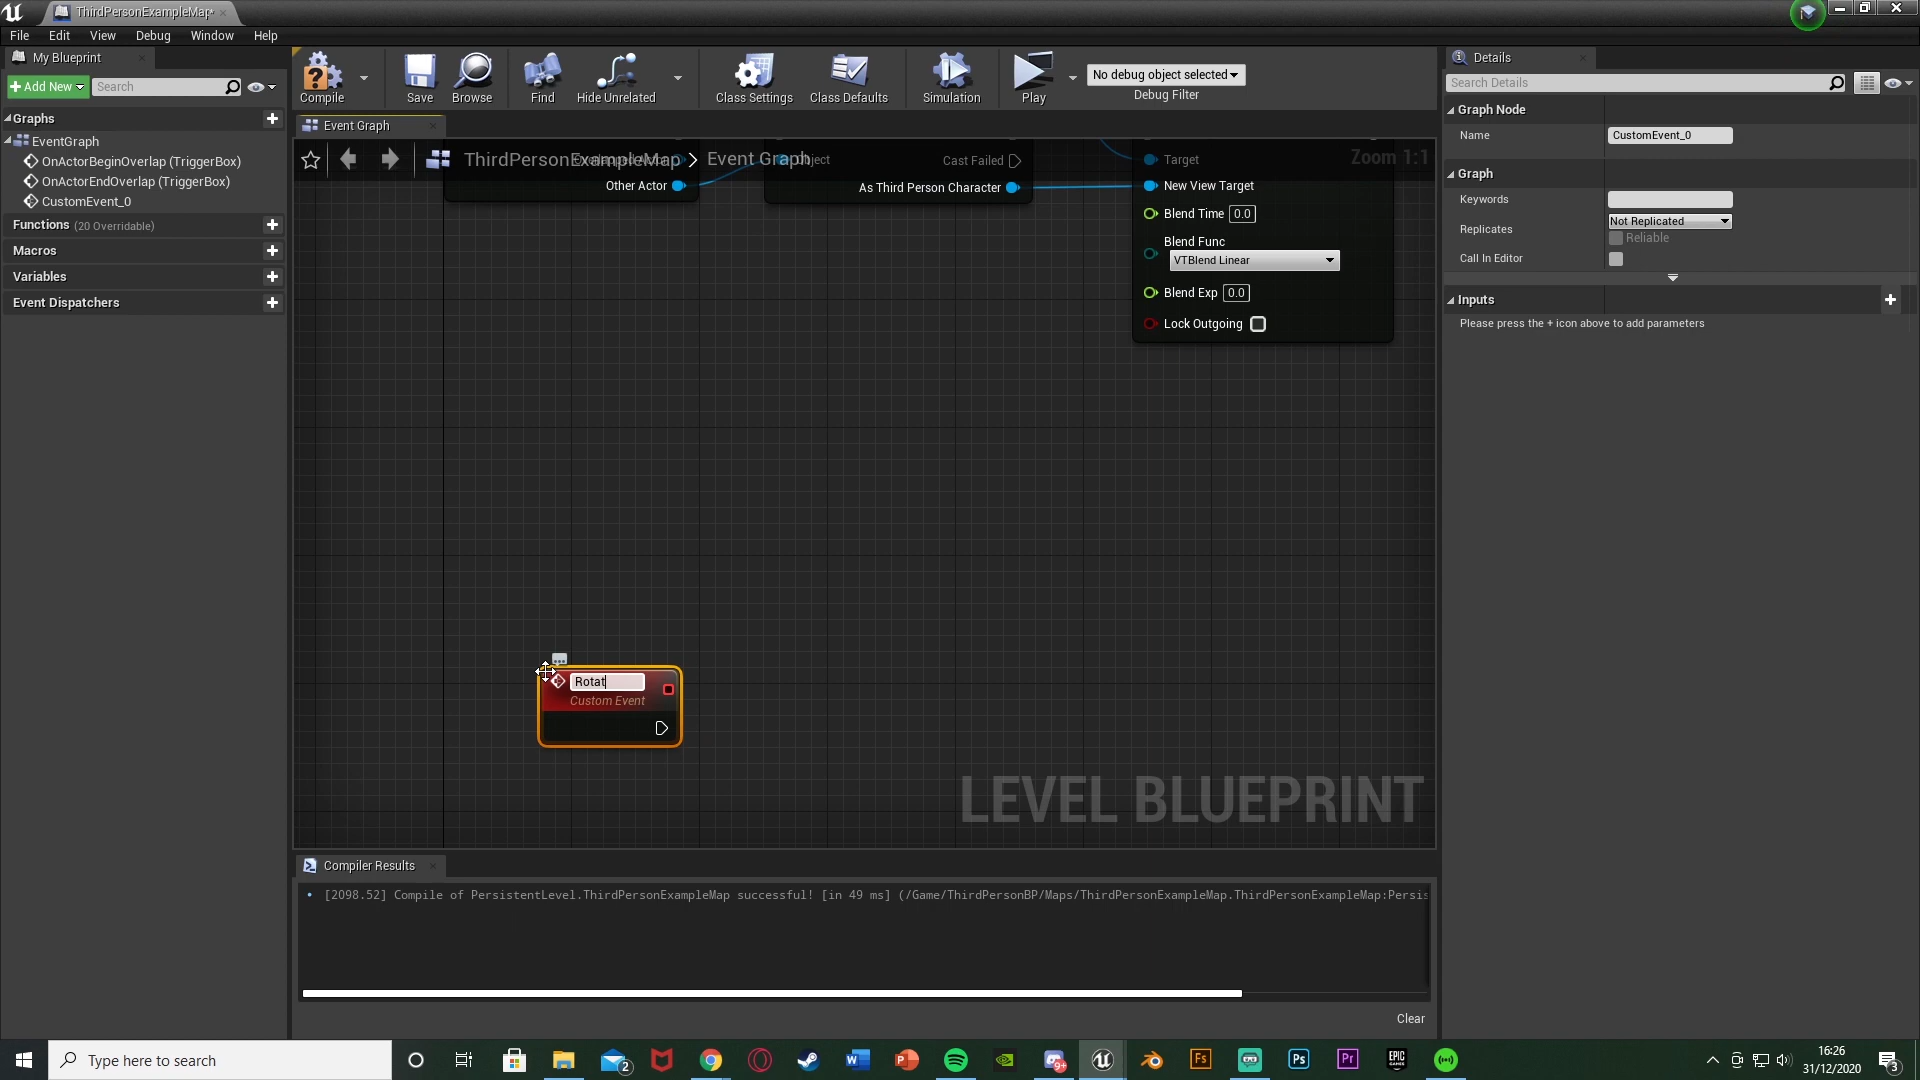 ThirdPersonExampleMap*
File Edit View Debug Window Help
My Blueprint
Details
Add New
Search
Compile
Save
Browse
Find
Hide Unrelated
Class Settings
Class Defaults
Simulation
Play
No debug object selected
Debug Filter
Search Details
Graphs
EventGraph
OnActorBeginOverlap (TriggerBox)
OnActorEndOverlap (TriggerBox)
CustomEvent_0
Functions (20 Overridable)
Macros
Variables
Event Dispatchers
Event Graph
ThirdPersonExampleMap > Event Graph
Zoom 1:1
Object
Cast Failed
Target
Other Actor
As Third Person Character
New View Target
Blend Time 0.0
Blend Func
VTBlend Linear
Blend Exp 0.0
Lock Outgoing
Rotat
Custom Event
LEVEL BLUEPRINT
Graph Node
Name CustomEvent_0
Graph
Keywords
Replicates Not Replicated
Reliable
Call In Editor
Inputs
Please press the + icon above to add parameters
Compiler Results
[2098.52] Compile of PersistentLevel.ThirdPersonExampleMap successful! [in 49 ms] (/Game/ThirdPersonBP/Maps/ThirdPersonExampleMap.ThirdPersonExampleMap:Persis
Clear
Type here to search
16:26
31/12/2020